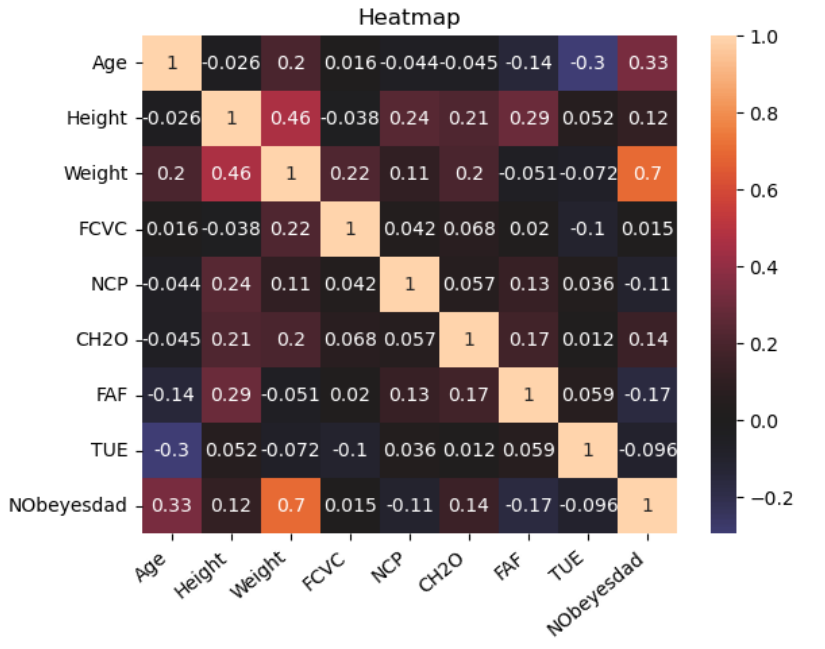 Heatmap
Age 1 -0.026 0.2 0.016 -0.044 -0.045 -0.14 -0.3 0.33
Height -0.026 1 0.46 -0.038 0.24 0.21 0.29 0.052 0.12
Weight 0.2 0.46 1 0.22 0.11 0.2 -0.051 -0.072 0.7
FCVC 0.016 -0.038 0.22 1 0.042 0.068 0.02 -0.1 0.015
NCP -0.044 0.24 0.11 0.042 1 0.057 0.13 0.036 -0.11
CH2O -0.045 0.21 0.2 0.068 0.057 1 0.17 0.012 0.14
FAF -0.14 0.29 -0.051 0.02 0.13 0.17 1 0.059 -0.17
TUE -0.3 0.052 -0.072 -0.1 0.036 0.012 0.059 1 -0.096
NObeyesdad 0.33 0.12 0.7 0.015 -0.11 0.14 -0.17 -0.096 1
Age Height Weight FCVC NCP CH2O FAF TUE NObeyesdad
1.0
0.8
0.6
0.4
0.2
0.0
−0.2